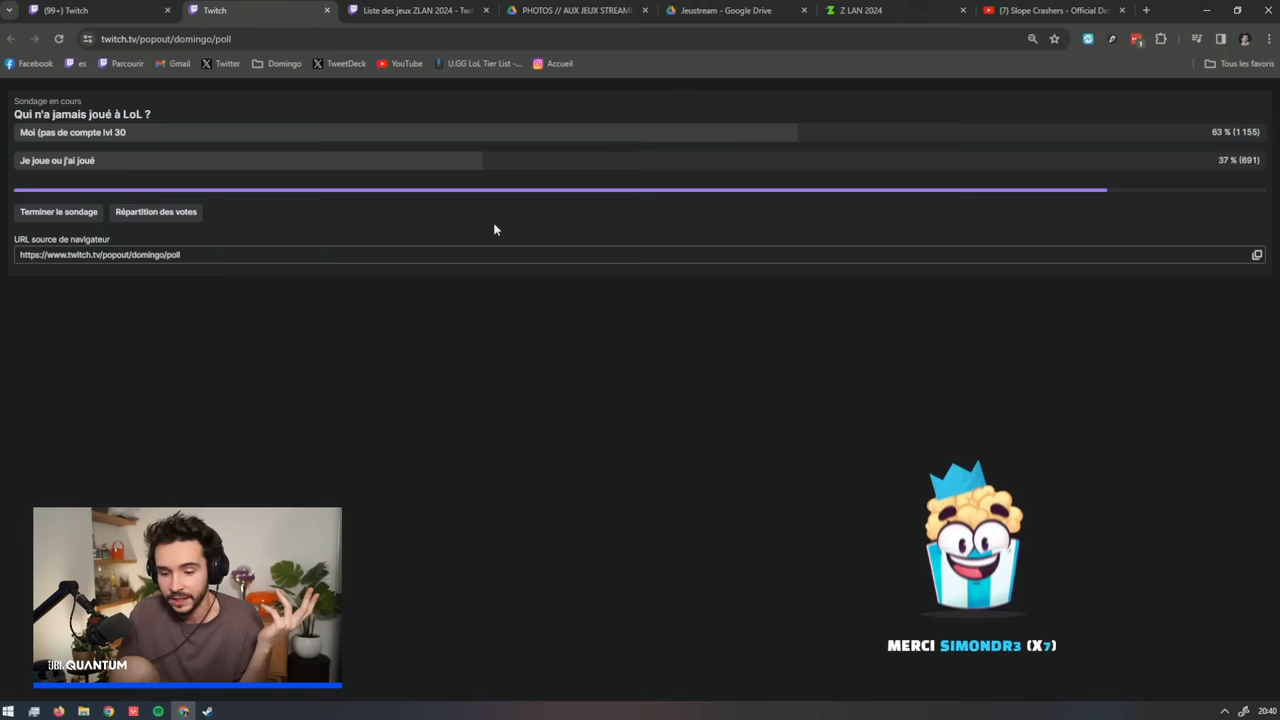 (99+) Twitch
Twitch
Liste des jeux ZLAN 2024 - Twi
PHOTOS // AUX JEUX STREAM
Jeustream - Google Drive
Z LAN 2024
(7) Slope Crashers - Official De
twitch.tv/popout/domingo/poll
1
Facebook
es
Parcourir
Gmail
Twitter
Domingo
TweetDeck
YouTube
U.GG LoL Tier List -...
Accueil
Tous les favoris
Sondage en cours
Qui n'a jamais joué à LoL ?
Moi (pas de compte lvl 30
63 % (1 155)
Je joue ou j'ai joué
37 % (691)
Terminer le sondage
Répartition des votes
URL source de navigateur
https://www.twitch.tv/popout/domingo/poll
JBL QUANTUM
MERCI SIMONDR3 (X7)
20:40